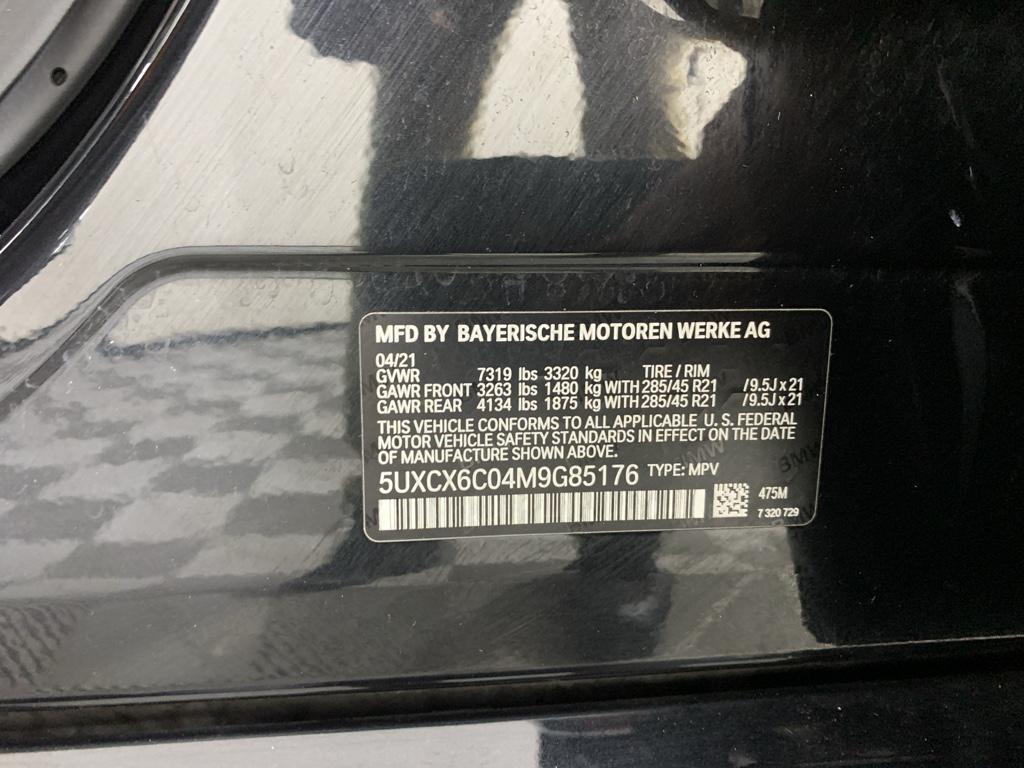 MFD BY BAYERISCHE MOTOREN WERKE AG
04/21
GVWR 7319 lbs 3320 kg TIRE / RIM
GAWR FRONT 3263 lbs 1480 kg WITH 285/45 R21 /9.5J x 21
GAWR REAR 4134 lbs 1875 kg WITH 285/45 R21 /9.5J x 21
THIS VEHICLE CONFORMS TO ALL APPLICABLE U.S. FEDERAL
MOTOR VEHICLE SAFETY STANDARDS IN EFFECT ON THE DATE
OF MANUFACTURE SHOWN ABOVE.
5UXCX6C04M9G85176 TYPE: MPV
475M
7 320 729
BMW